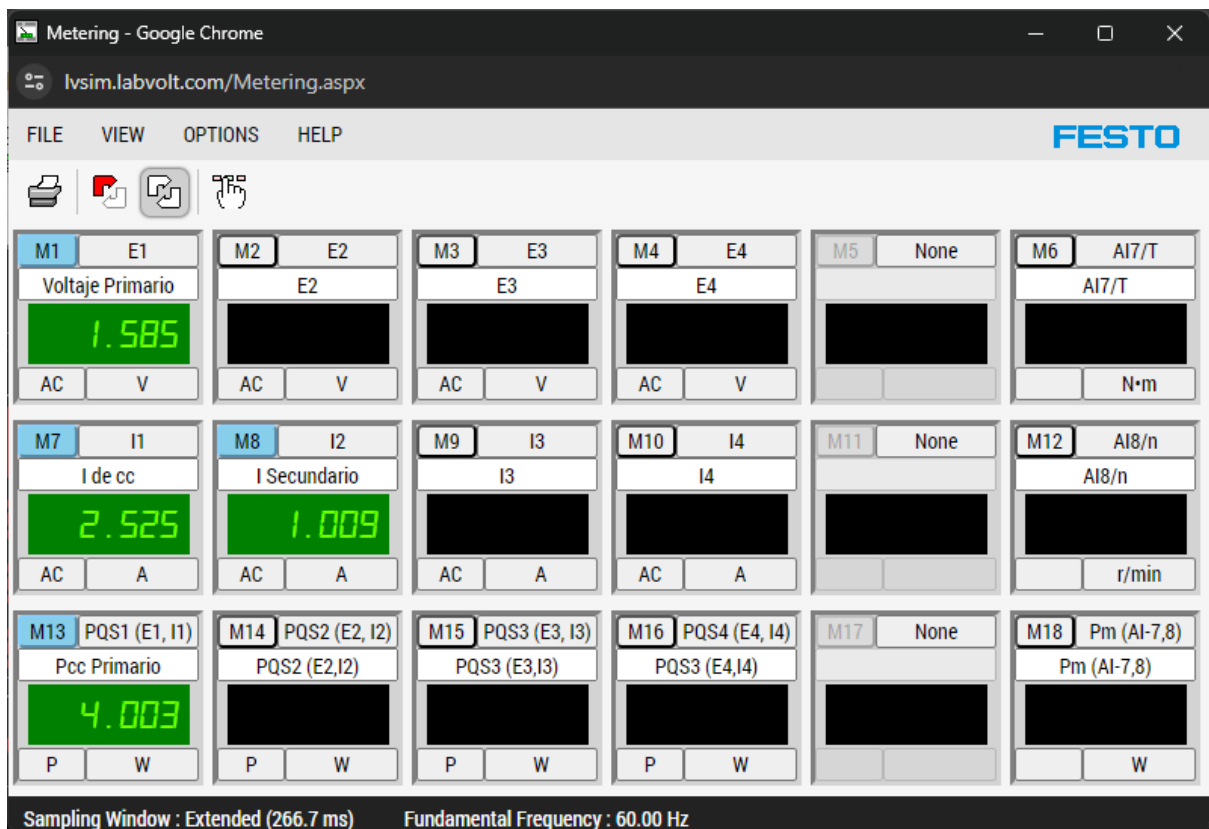 Metering - Google Chrome
lvsim.labvolt.com/Metering.aspx
FILE VIEW OPTIONS HELP FESTO
M1 E1 M2 E2 M3 E3 M4 E4 M5 None M6 AI7/T
Voltaje Primario E2 E3 E4 AI7/T
1.585
AC V AC V AC V AC V N•m
M7 I1 M8 I2 M9 I3 M10 I4 M11 None M12 AI8/n
I de cc I Secundario I3 I4 AI8/n
2.525 1.009
AC A AC A AC A AC A r/min
M13 PQS1 (E1, I1) M14 PQS2 (E2, I2) M15 PQS3 (E3, I3) M16 PQS4 (E4, I4) M17 None M18 Pm (AI-7,8)
Pcc Primario PQS2 (E2,I2) PQS3 (E3,I3) PQS3 (E4,I4) Pm (AI-7,8)
4.003
P W P W P W P W W
Sampling Window : Extended (266.7 ms) Fundamental Frequency : 60.00 Hz